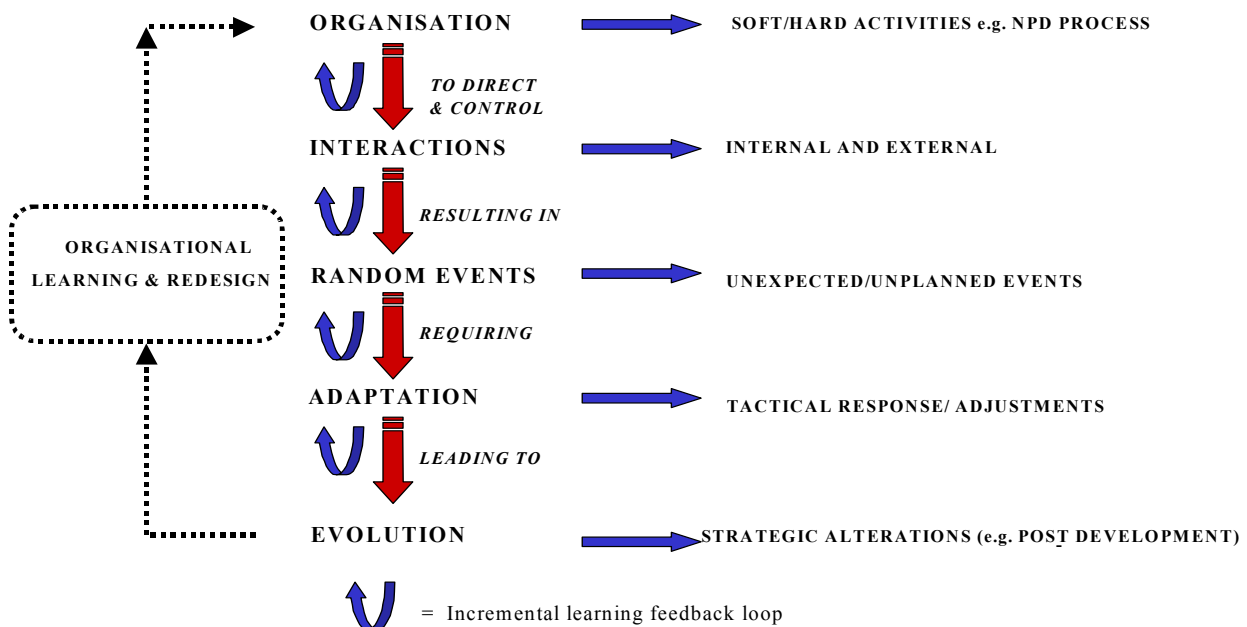 ORGANISATION
SOFT/HARD ACTIVITIES e.g. NPD PROCESS
TO DIRECT
& CONTROL
INTERACTIONS
INTERNAL AND EXTERNAL
RESULTING IN
ORGANISATIONAL
LEARNING & REDESIGN
RANDOM EVENTS
UNEXPECTED/UNPLANNED EVENTS
REQUIRING
ADAPTATION
TACTICAL RESPONSE/ ADJUSTMENTS
LEADING TO
EVOLUTION
STRATEGIC ALTERATIONS (e.g. POST DEVELOPMENT)
= Incremental learning feedback loop